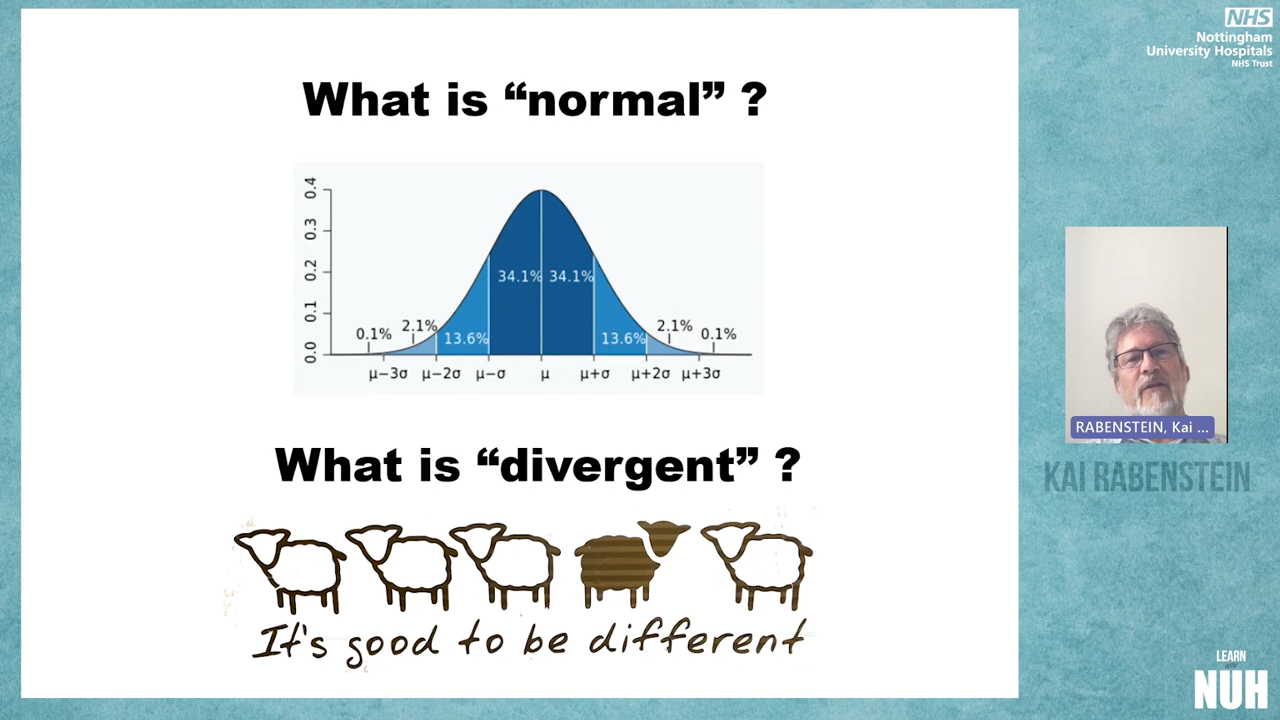 What is “normal” ?
0.4
0.3
0.2
0.1
0.0
34.1% 34.1%
0.1% 2.1% 13.6% 13.6% 2.1% 0.1%
μ−3σ μ−2σ μ−σ μ μ+σ μ+2σ μ+3σ
What is “divergent” ?
It's good to be different
NHS
Nottingham
University Hospitals
NHS Trust
RABENSTEIN, Kai ...
KAI RABENSTEIN
LEARN
NUH